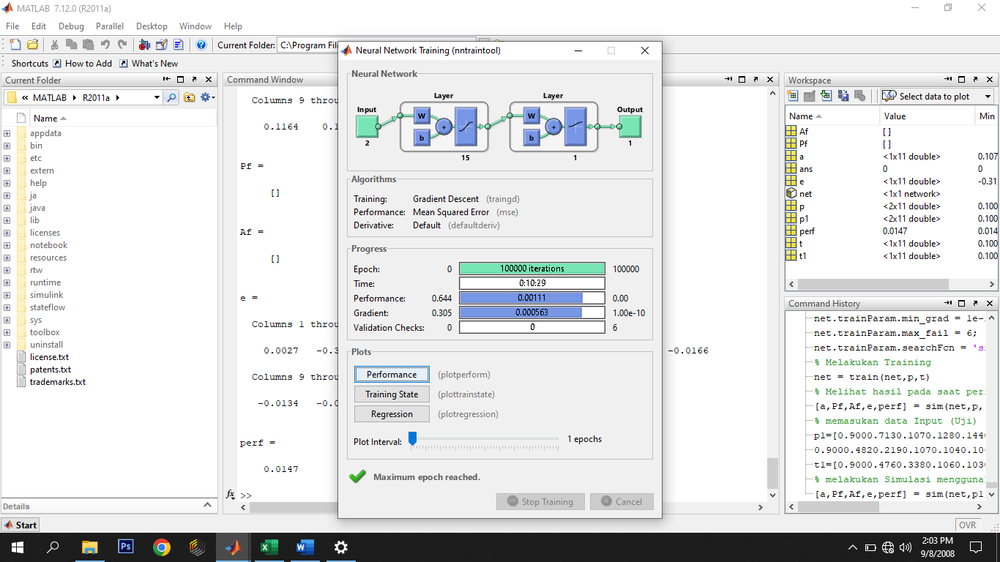 MATLAB 7.12.0 (R2011a)
File Edit Debug Parallel Desktop Window Help
Current Folder: C:\Program Fil
Shortcuts How to Add What's New
Current Folder
« MATLAB R2011a
Name
appdata
bin
etc
extern
help
ja
java
lib
licenses
notebook
resources
rtw
runtime
simulink
stateflow
sys
toolbox
uninstall
license.txt
patents.txt
trademarks.txt
Details
Start
Command Window
Columns 9 throu
0.1164 0.1
Pf =
[]
Af =
[]
e =
Columns 1 throu
0.0027 -0.3
-0.0166
Columns 9 throu
-0.0134 -0.0
perf =
0.0147
fx >>
Neural Network Training (nntraintool)
Neural Network
Layer Layer
Input Output
W W
b b
+ +
2 15 1 1
Algorithms
Training: Gradient Descent (traingd)
Performance: Mean Squared Error (mse)
Derivative: Default (defaultderiv)
Progress
Epoch: 0 100000 iterations 100000
Time: 0:10:29
Performance: 0.644 0.00111 0.00
Gradient: 0.305 0.000563 1.00e-10
Validation Checks: 0 0 6
Plots
Performance (plotperform)
Training State (plottrainstate)
Regression (plotregression)
Plot Interval: 1 epochs
Maximum epoch reached.
Stop Training Cancel
Workspace
Select data to plot
Name Value Min
Af []
Pf []
a <1x11 double> 0.107
ans 0 0
e <1x11 double> -0.31
net <1x1 network>
p <2x11 double> 0.100
p1 <2x11 double> 0.100
perf 0.0147 0.014
t <1x11 double> 0.100
t1 <1x11 double> 0.100
Command History
net.trainParam.min_grad = 1e-
net.trainParam.max_fail = 6;
net.trainParam.searchFcn = 's
% Melakukan Training
net = train(net,p,t)
% Melihat hasil pada saat per
[a,Pf,Af,e,perf] = sim(net,p,
% memasukan data Input (Uji)
p1=[0.9000.7130.1070.1280.144
0.9000.4820.2190.1070.1040.10
t1=[0.9000.4760.3380.1060.103
% melakukan Simulasi mengguna
[a,Pf,Af,e,perf] = sim(net,p1
OVR
Ps
2:03 PM
9/8/2008